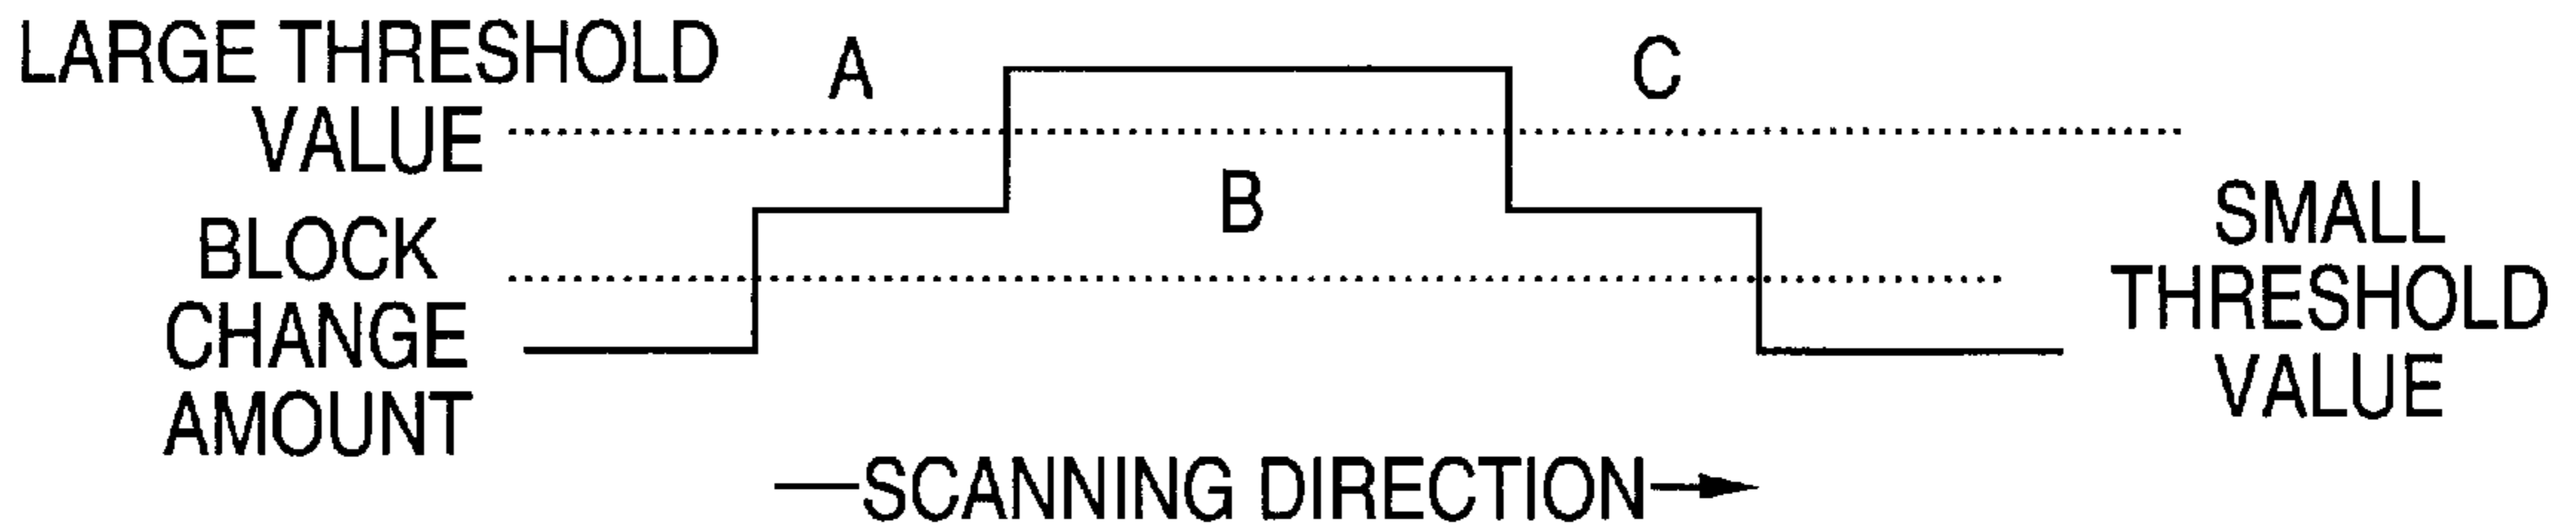 LARGE THRESHOLD
VALUE
A
C
B
BLOCK
CHANGE
AMOUNT
SMALL
THRESHOLD
VALUE
SCANNING DIRECTION